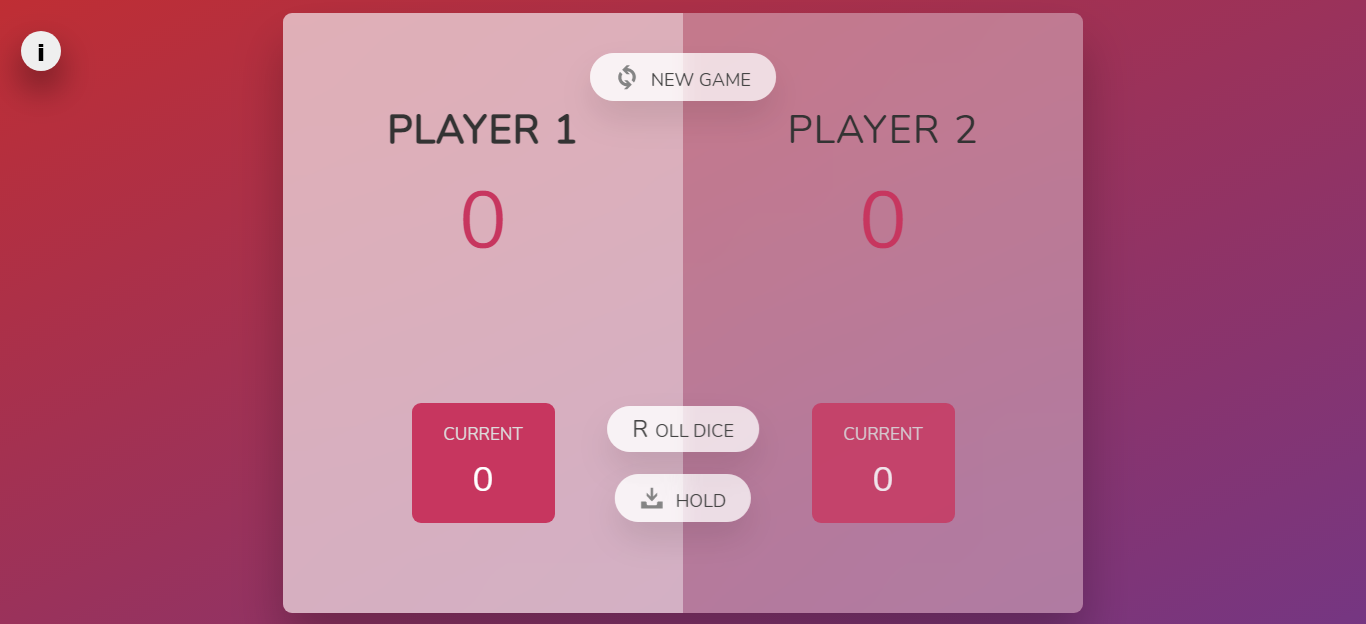 i
NEW GAME
PLAYER 1
PLAYER 2
0
0
CURRENT
0
R OLL DICE
HOLD
CURRENT
0